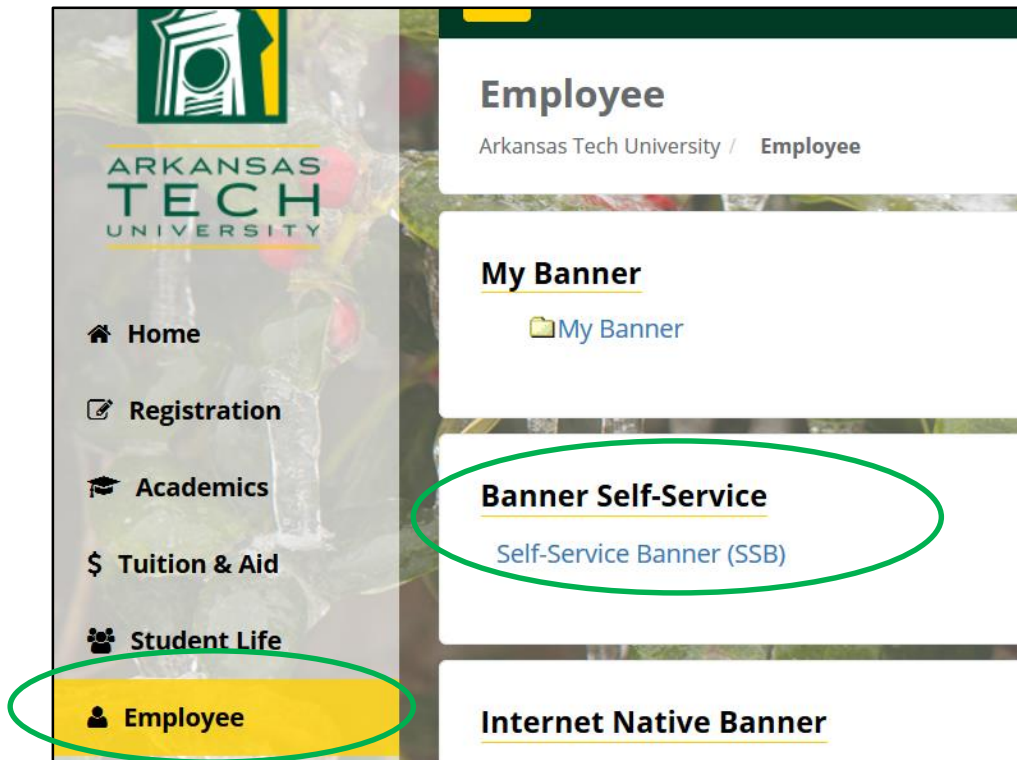 ARKANSAS
TECH
UNIVERSITY
Home
Registration
Academics
$ Tuition & Aid
Student Life
Employee
Employee
Arkansas Tech University / Employee
My Banner
My Banner
Banner Self-Service
Self-Service Banner (SSB)
Internet Native Banner